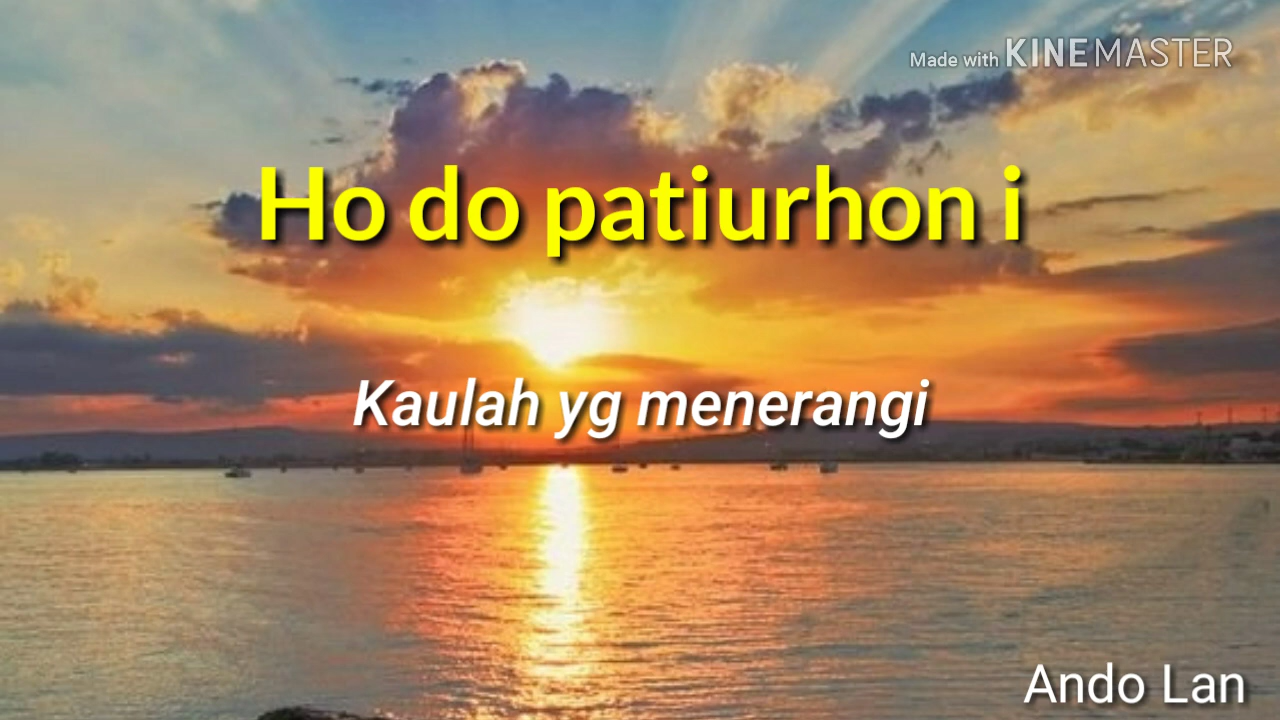 Made with KINEMASTER
Ho do patiurhon i
Kaulah yg menerangi
Ando Lan